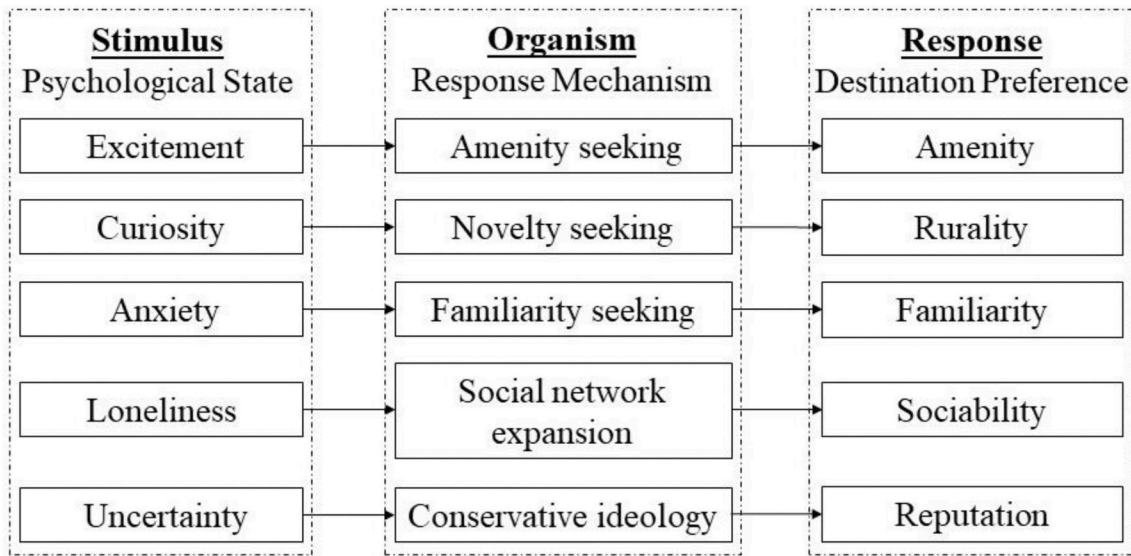 Stimulus
Psychological State
Excitement
Curiosity
Anxiety
Loneliness
Uncertainty
Organism
Response Mechanism
Amenity seeking
Novelty seeking
Familiarity seeking
Social network
expansion
Conservative ideology
Response
Destination Preference
Amenity
Rurality
Familiarity
Sociability
Reputation